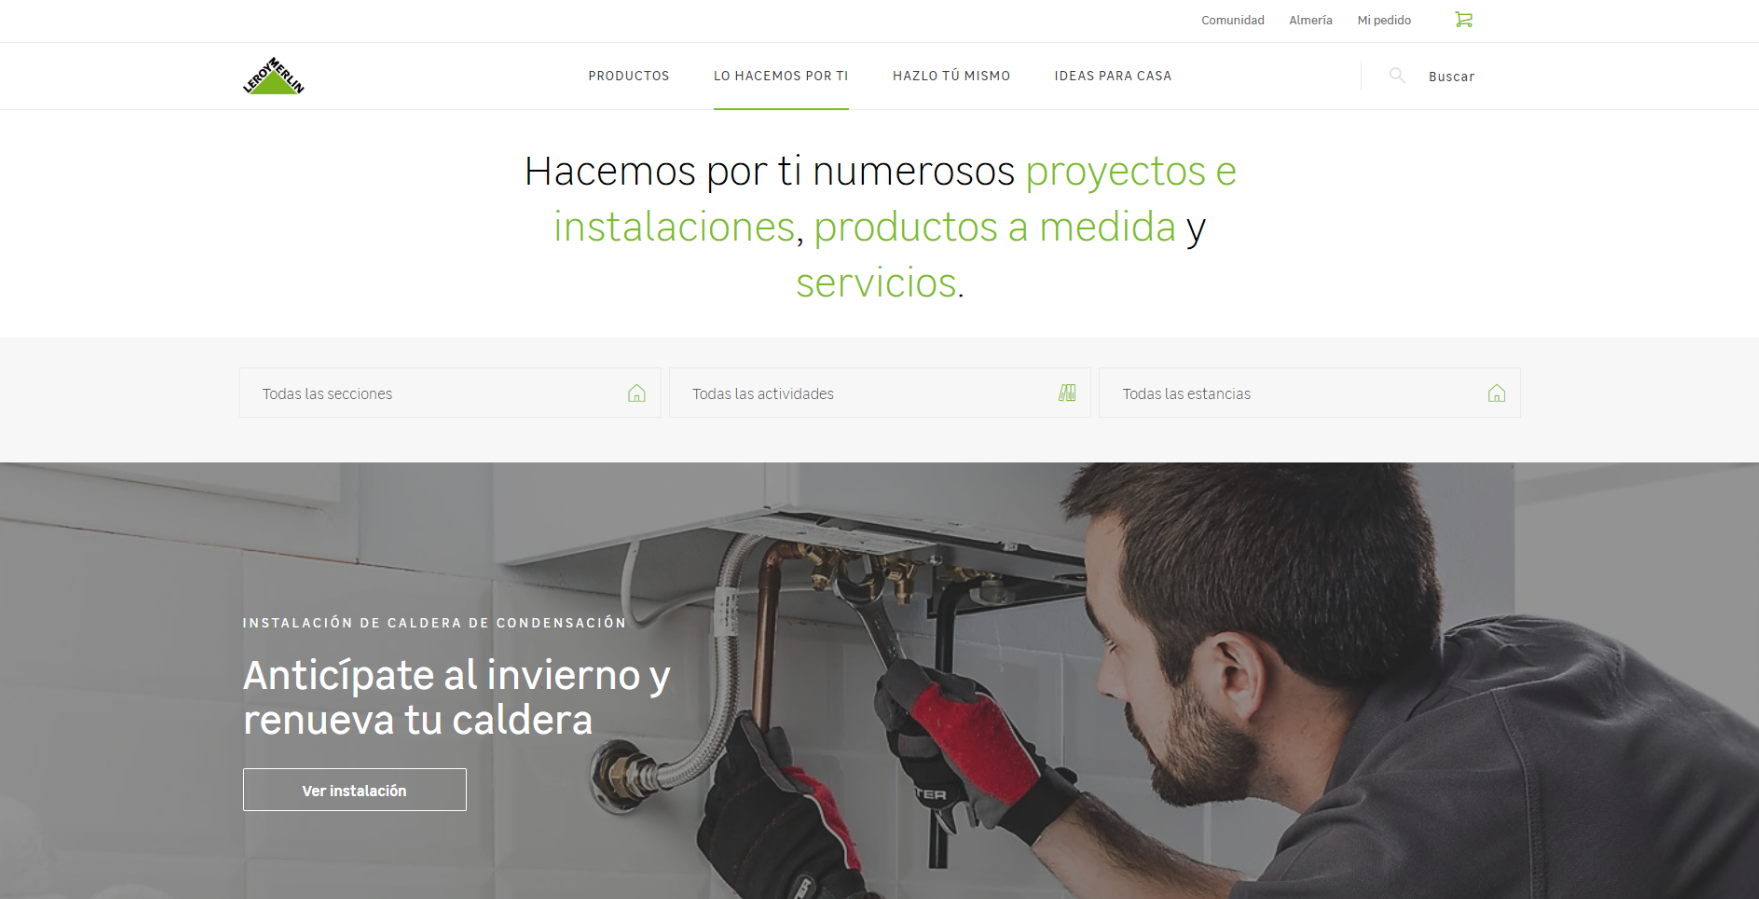 Comunidad Almería Mi pedido
LEROY MERLIN
PRODUCTOS LO HACEMOS POR TI HAZLO TÚ MISMO IDEAS PARA CASA Buscar
Hacemos por ti numerosos proyectos e
instalaciones, productos a medida y
servicios.
Todas las secciones Todas las actividades Todas las estancias
INSTALACIÓN DE CALDERA DE CONDENSACIÓN
Anticípate al invierno y
renueva tu caldera
Ver instalación